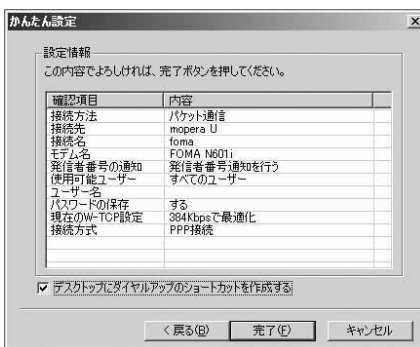 かんたん設定
設定情報
この内容でよろしければ、完了ボタンを押してください。
確認項目 内容
接続方法 パケット通信
接続先 mopera U
接続名 foma
モデム名 FOMA N601i
発信者番号の通知 発信者番号通知を行う
使用可能ユーザー すべてのユーザー
ユーザー名
パスワードの保存 する
現在のW-TCP設定 384Kbpsで最適化
接続方式 PPP接続
デスクトップにダイヤルアップのショートカットを作成する
< 戻る(B) 完了(F) キャンセル